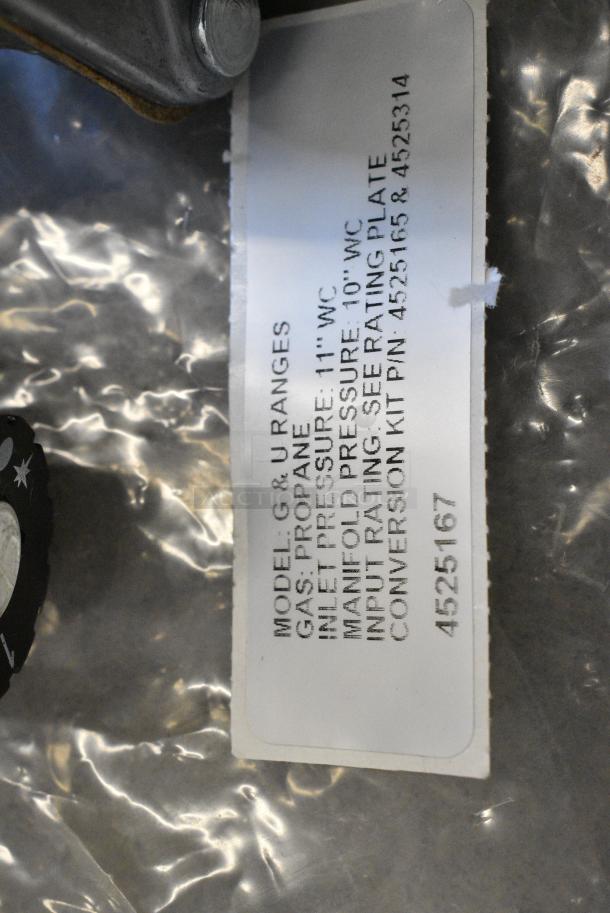 MODEL: G & U RANGES
GAS: PROPANE
INLET PRESSURE: 11" WC
MANIFOLD PRESSURE: 10" WC
INPUT RATING: SEE RATING PLATE
CONVERSION KIT P/N: 4525165 & 4525314
4525167
1